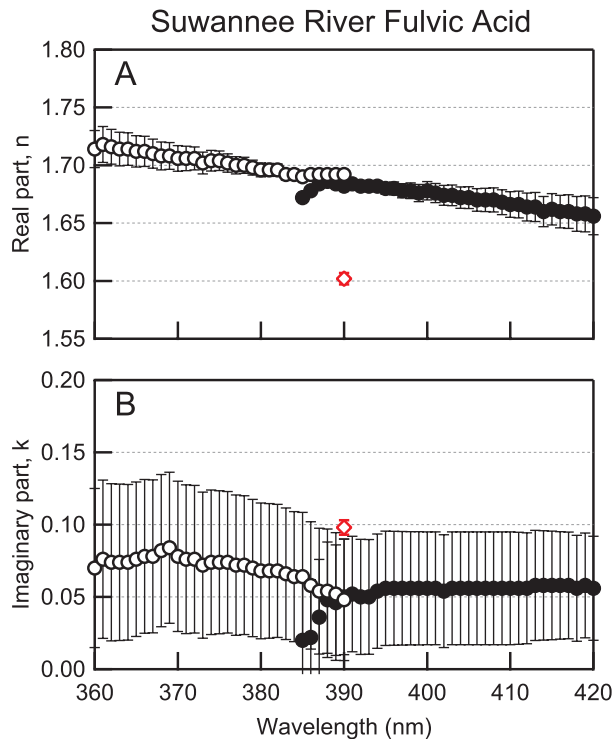 Suwannee River Fulvic Acid
A
1.80
1.75
1.70
1.65
1.60
1.55
Real part, n
B
0.20
0.15
0.10
0.05
0.00
Imaginary part, k
360 370 380 390 400 410 420
Wavelength (nm)